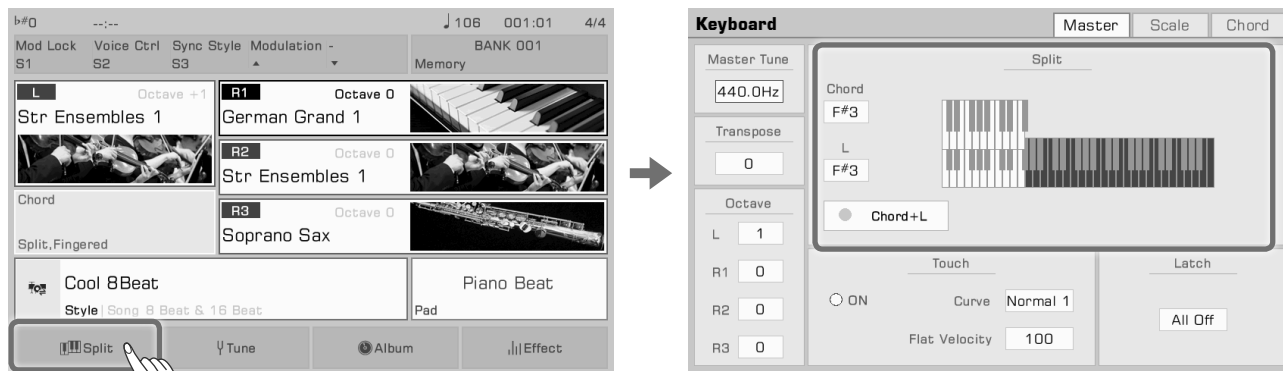 ♭#0 --:-- ♩106 001:01 4/4
Mod Lock Voice Ctrl Sync Style Modulation - BANK 001
S1 S2 S3 ▲ ▼ Memory
L Octave +1
Str Ensembles 1
R1 Octave 0
German Grand 1
R2 Octave 0
Str Ensembles 1
Chord
Split,Fingered
R3 Octave 0
Soprano Sax
Cool 8Beat
Style | Song 8 Beat & 16 Beat
Piano Beat
Pad
Split Tune Album Effect
Keyboard Master Scale Chord
Master Tune
440.0Hz
Transpose
0
Octave
L 1
R1 0
R2 0
R3 0
Split
Chord
F#3
L
F#3
Chord+L
Touch
ON Curve Normal 1
Flat Velocity 100
Latch
All Off